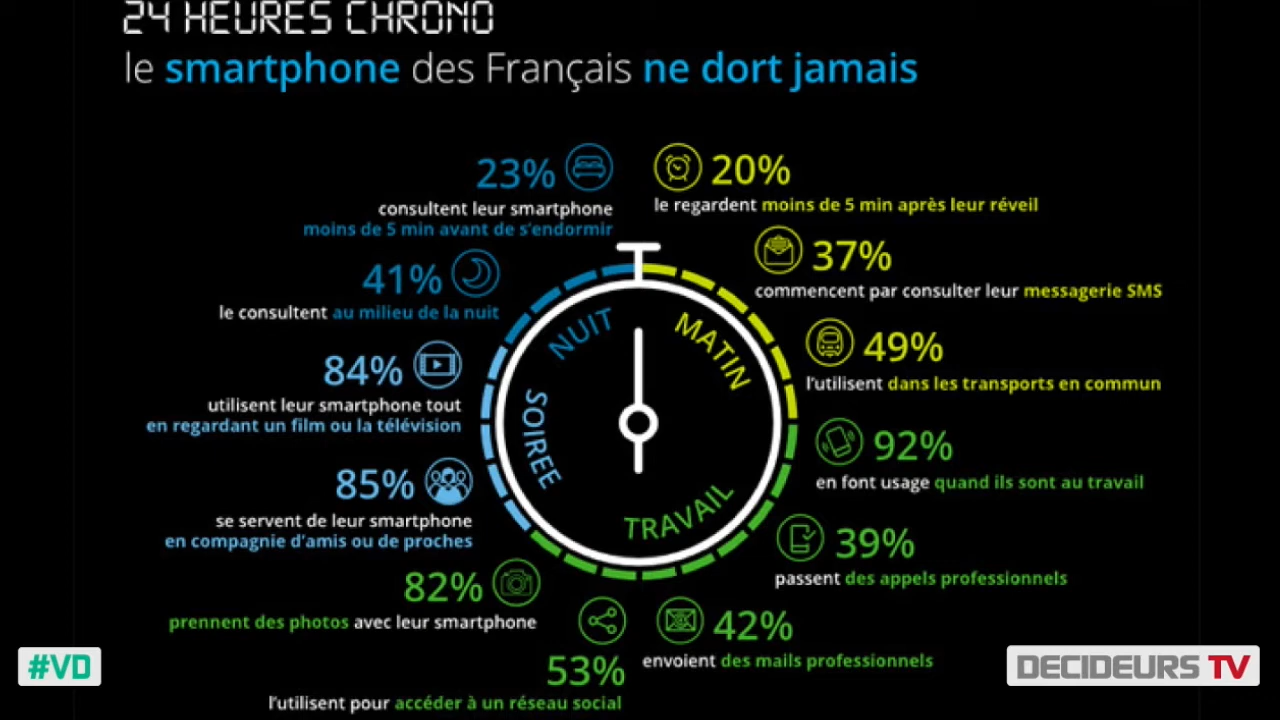 24 HEURES CHRONO
le smartphone des Français ne dort jamais
20%
le regardent moins de 5 min après leur réveil
37%
commencent par consulter leur messagerie SMS
49%
l'utilisent dans les transports en commun
92%
en font usage quand ils sont au travail
39%
passent des appels professionnels
42%
envoient des mails professionnels
53%
l'utilisent pour accéder à un réseau social
82%
prennent des photos avec leur smartphone
85%
se servent de leur smartphone
en compagnie d'amis ou de proches
84%
utilisent leur smartphone tout
en regardant un film ou la télévision
41%
le consultent au milieu de la nuit
23%
consultent leur smartphone
moins de 5 min avant de s'endormir
NUIT
MATIN
SOIREE
TRAVAIL
#VD
DECIDEURS TV